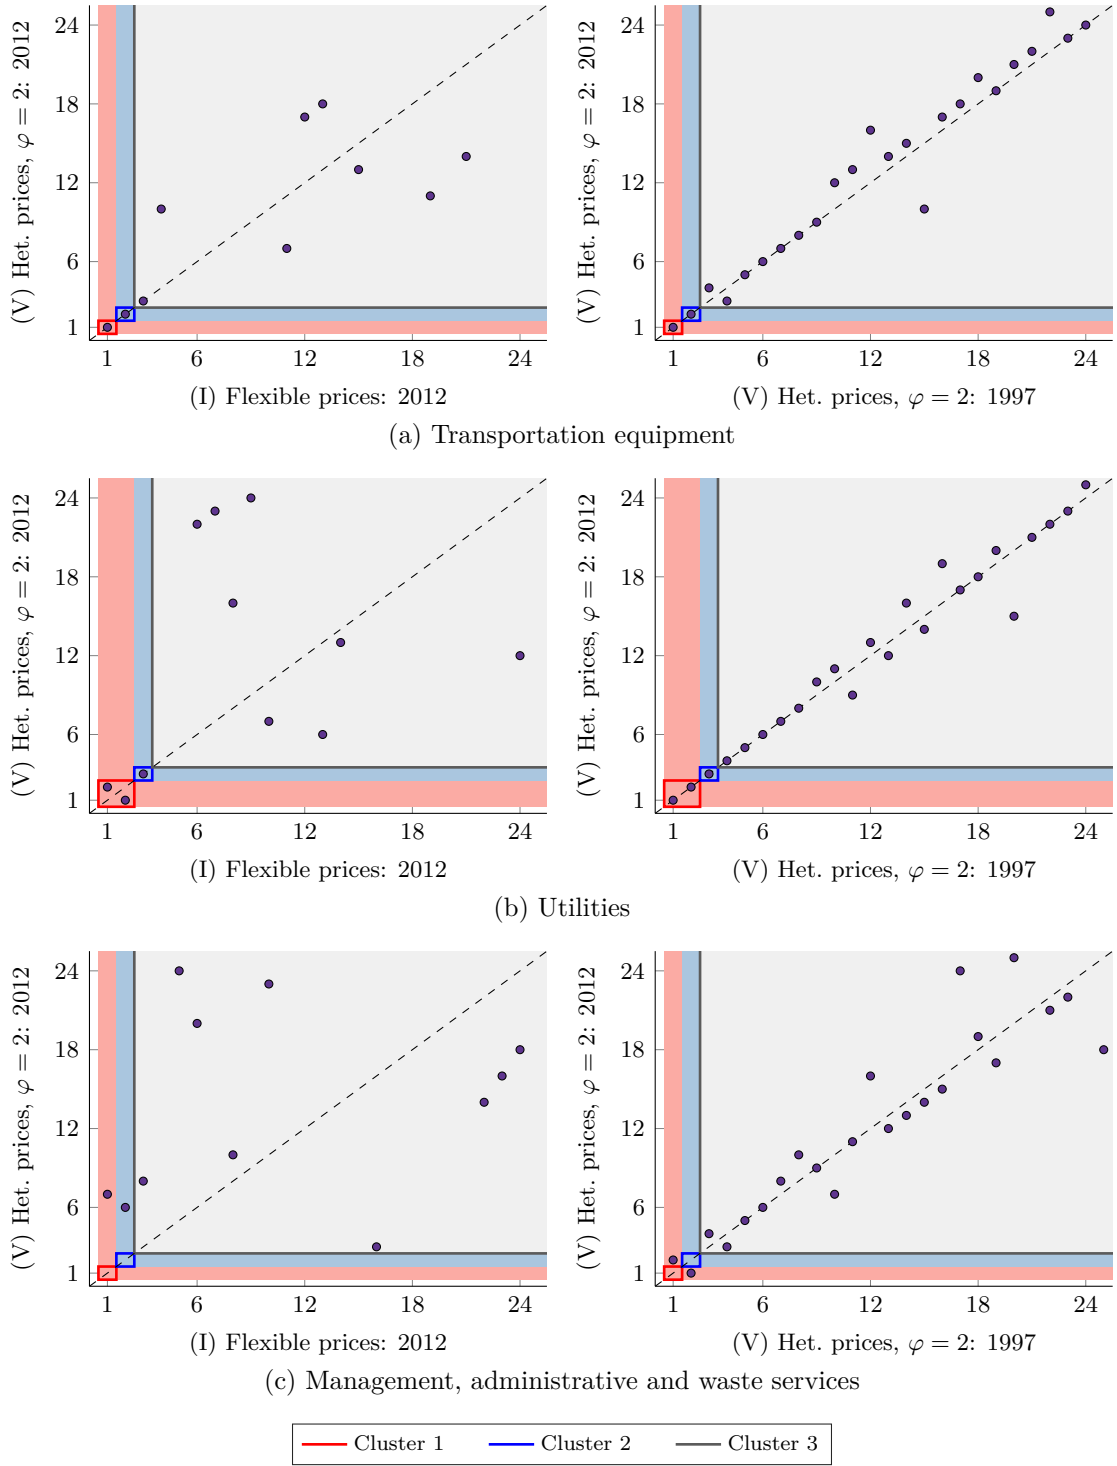 24
18
12
6
1
(V) Het. prices, φ = 2: 2012
1 6 12 18 24
(I) Flexible prices: 2012
24
18
12
6
1
(V) Het. prices, φ = 2: 2012
1 6 12 18 24
(V) Het. prices, φ = 2: 1997
(a) Transportation equipment
24
18
12
6
1
(V) Het. prices, φ = 2: 2012
1 6 12 18 24
(I) Flexible prices: 2012
24
18
12
6
1
(V) Het. prices, φ = 2: 2012
1 6 12 18 24
(V) Het. prices, φ = 2: 1997
(b) Utilities
24
18
12
6
1
(V) Het. prices, φ = 2: 2012
1 6 12 18 24
(I) Flexible prices: 2012
24
18
12
6
1
(V) Het. prices, φ = 2: 2012
1 6 12 18 24
(V) Het. prices, φ = 2: 1997
(c) Management, administrative and waste services
Cluster 1 Cluster 2 Cluster 3